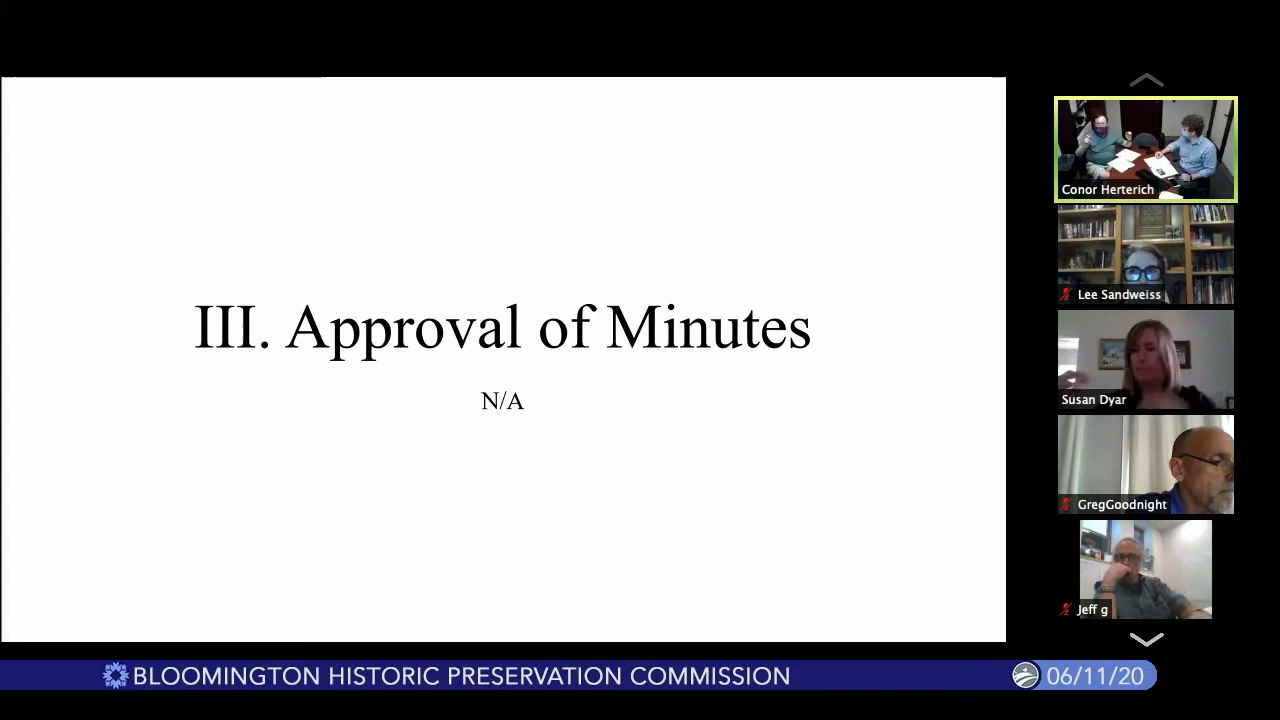 III. Approval of Minutes
N/A
Conor Herterich
Lee Sandweiss
Susan Dyar
GregGoodnight
Jeff g
BLOOMINGTON HISTORIC PRESERVATION COMMISSION
06/11/20